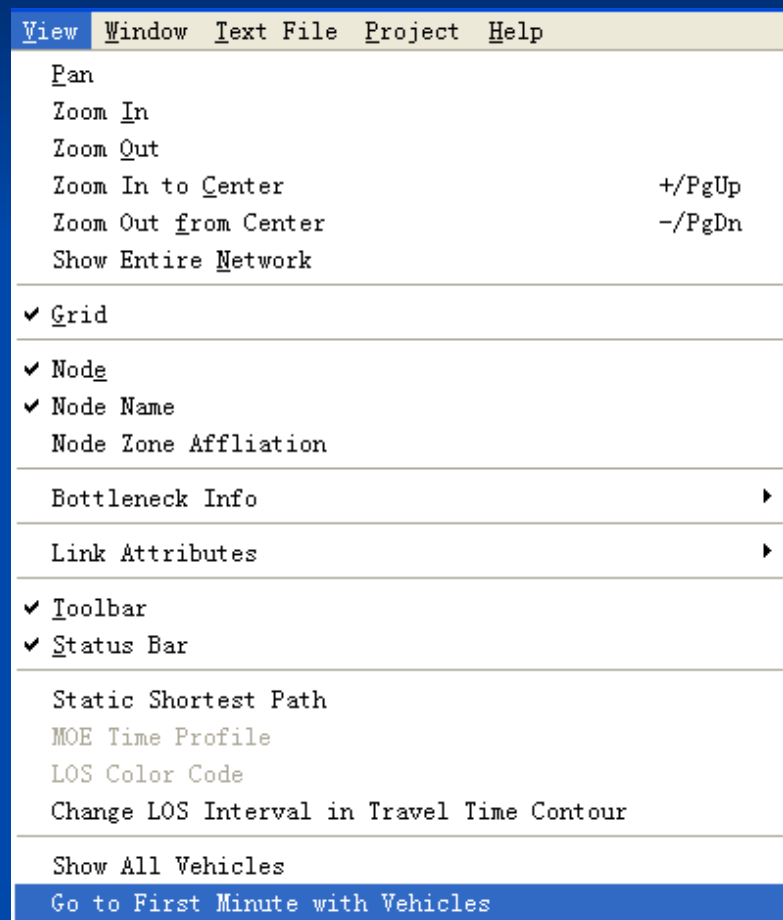 View Window Text File Project Help
Pan
Zoom In
Zoom Out
Zoom In to Center +/PgUp
Zoom Out from Center -/PgDn
Show Entire Network
Grid
Node
Node Name
Node Zone Affliation
Bottleneck Info
Link Attributes
Toolbar
Status Bar
Static Shortest Path
MOE Time Profile
LOS Color Code
Change LOS Interval in Travel Time Contour
Show All Vehicles
Go to First Minute with Vehicles